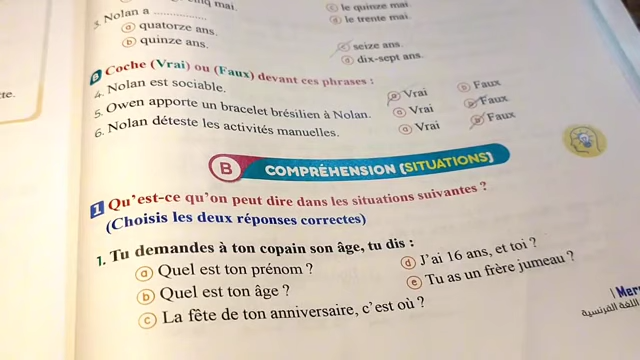 mai.
ⓒ le quinze mai.
3. Nolan a ..............
ⓓ le trente mai.
ⓐ quatorze ans.
ⓑ quinze ans.
ⓒ seize ans.
ⓓ dix-sept ans.
B Coche (Vrai) ou (Faux) devant ces phrases :
4. Nolan est sociable. ⓐ Vrai ⓑ Faux
5. Owen apporte un bracelet brésilien à Nolan. ⓐ Vrai ⓑ Faux
6. Nolan déteste les activités manuelles. ⓐ Vrai ⓑ Faux
B COMPRÉHENSION (SITUATIONS)
1 Qu'est-ce qu'on peut dire dans les situations suivantes ?
(Choisis les deux réponses correctes)
1. Tu demandes à ton copain son âge, tu dis :
ⓐ Quel est ton prénom ? ⓓ J'ai 16 ans, et toi ?
ⓑ Quel est ton âge ? ⓔ Tu as un frère jumeau ?
ⓒ La fête de ton anniversaire, c'est où ?
اللغة الفرنسية